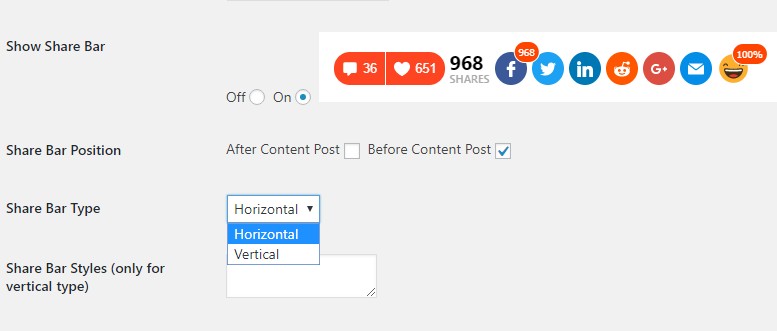 Show Share Bar
36 651 968 SHARES f 968 in G+ 100%
Off On
Share Bar Position After Content Post Before Content Post
Share Bar Type Horizontal
Horizontal
Vertical
Share Bar Styles (only for
vertical type)